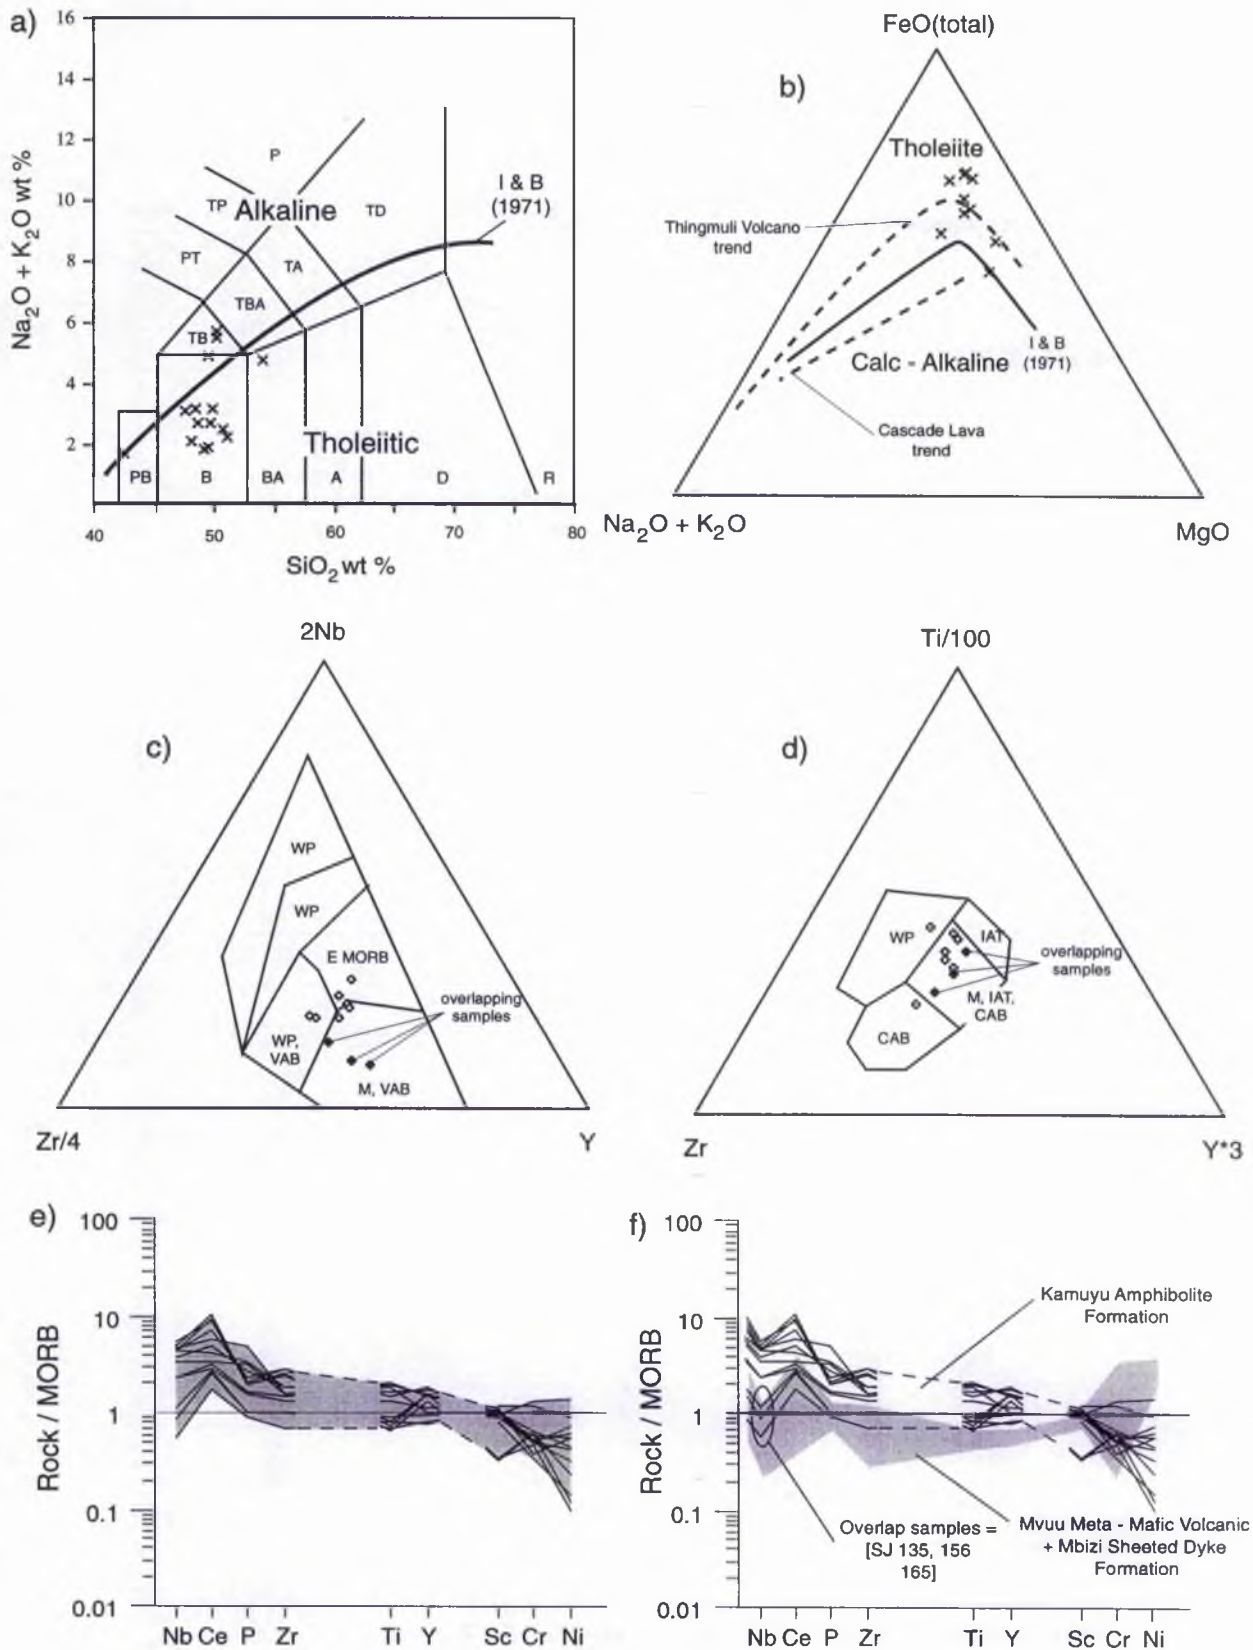 a)
16
14
12
10
8
6
4
2
Na2O + K2O wt %
P
TP
Alkaline
TD
I & B
(1971)
PT
TA
TBA
TB
Tholeiitic
PB
B
BA
A
D
R
40
50
60
70
80
SiO2 wt %
b)
FeO(total)
Tholeiite
Thingmuli Volcano
trend
I & B
(1971)
Calc - Alkaline
Cascade Lava
trend
Na2O + K2O
MgO
c)
2Nb
WP
WP
E MORB
overlapping
samples
WP,
VAB
M, VAB
Zr/4
Y
d)
Ti/100
WP
IAT
overlapping
samples
M, IAT,
CAB
CAB
Zr
Y*3
e)
100
10
1
0.1
0.01
Rock / MORB
Nb Ce P Zr Ti Y Sc Cr Ni
f)
100
10
1
0.1
0.01
Rock / MORB
Kamuyu Amphibolite
Formation
Overlap samples =
[SJ 135, 156
165]
Mvuu Meta - Mafic Volcanic
+ Mbizi Sheeted Dyke
Formation
Nb Ce P Zr Ti Y Sc Cr Ni